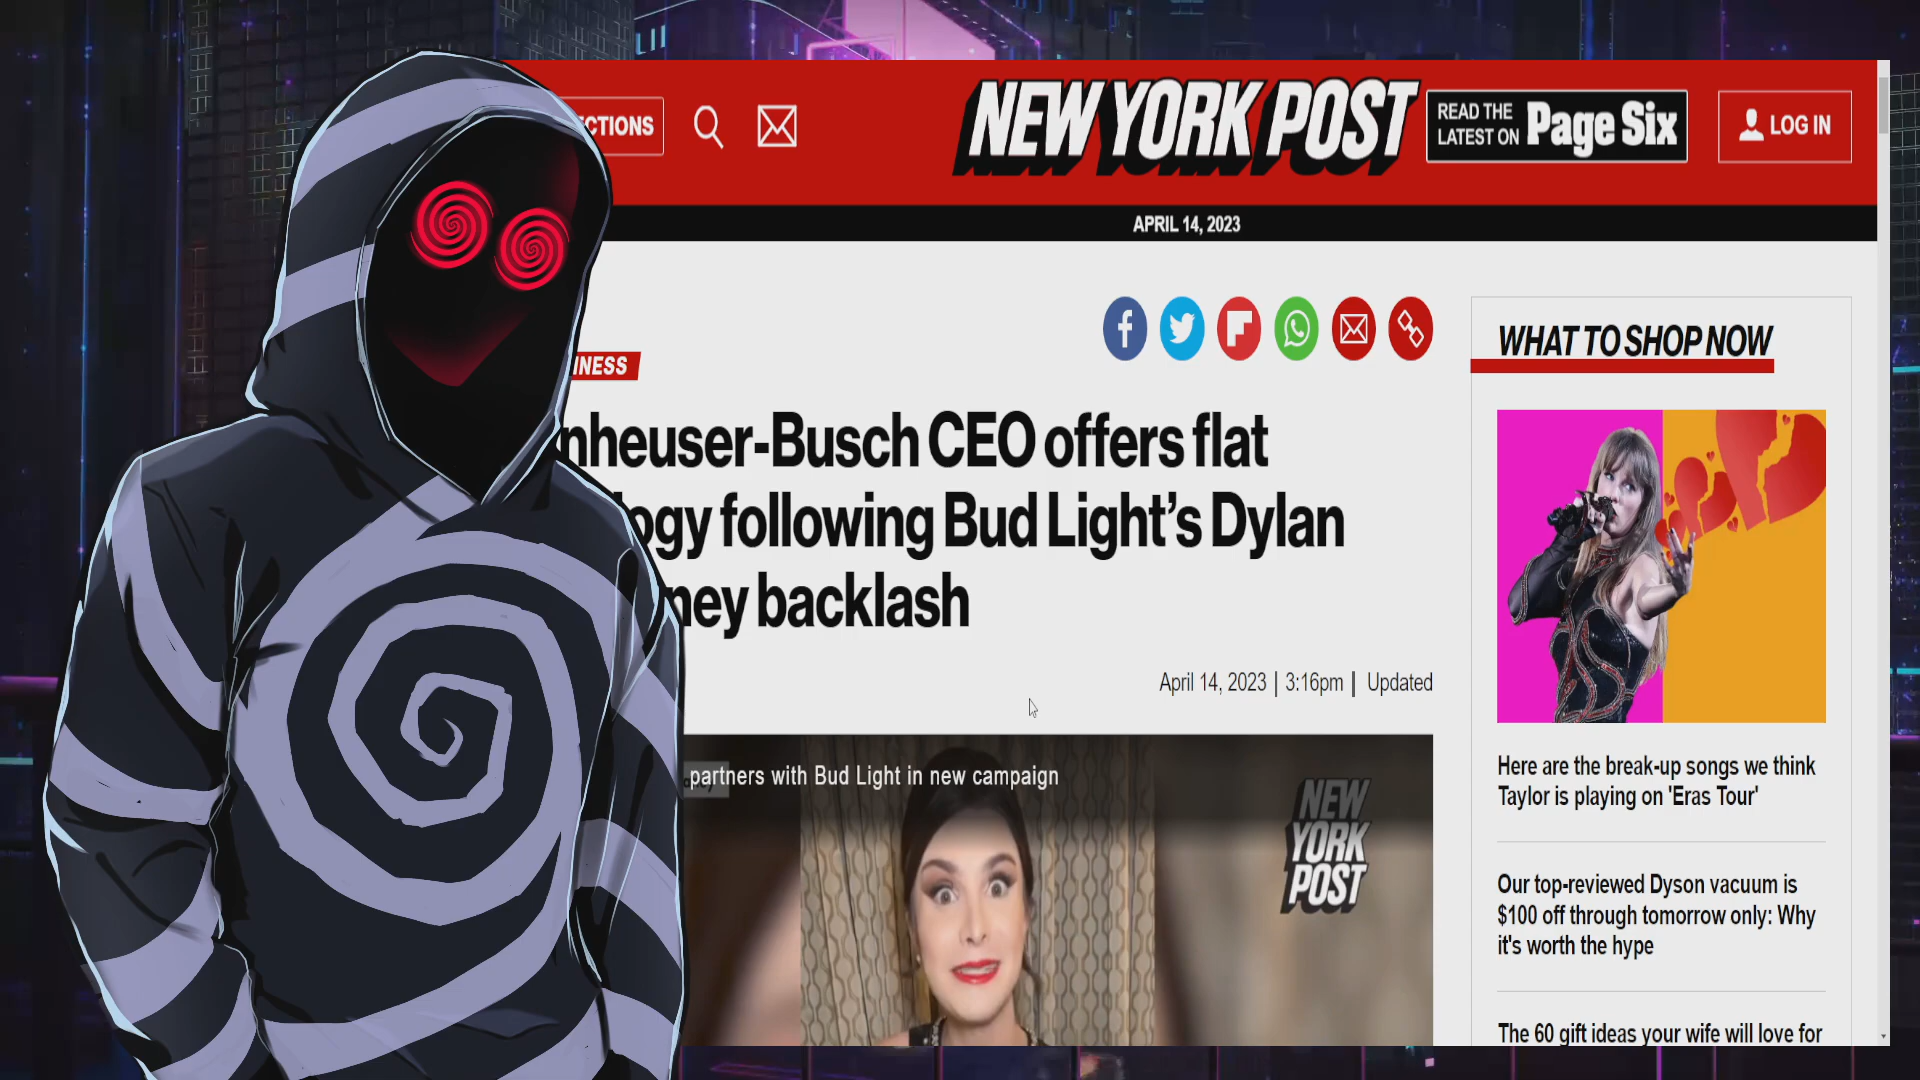 CTIONS
NEW YORK POST
READ THE
LATEST ON
Page Six
LOG IN
APRIL 14, 2023
INESS
nheuser-Busch CEO offers flat
ogy following Bud Light's Dylan
ney backlash
April 14, 2023 | 3:16pm | Updated
partners with Bud Light in new campaign
NEW
YORK
POST
WHAT TO SHOP NOW
Here are the break-up songs we think
Taylor is playing on 'Eras Tour'
Our top-reviewed Dyson vacuum is
$100 off through tomorrow only: Why
it's worth the hype
The 60 gift ideas your wife will love for